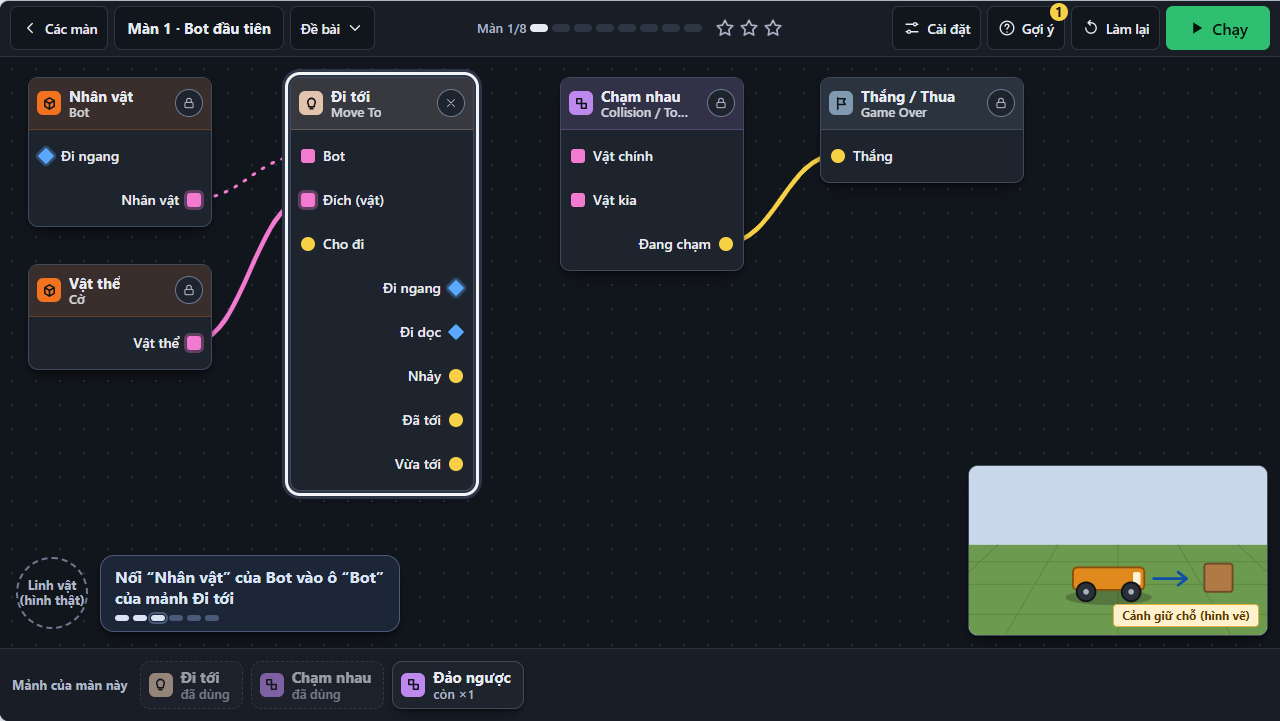 Các màn
Màn 1 · Bot đầu tiên
Đề bài
Màn 1/8
Cài đặt
Gợi ý
1
Làm lại
Chạy
Nhân vật
Bot
Đi ngang
Nhân vật
Vật thể
Cờ
Vật thể
Đi tới
Move To
Bot
Đích (vật)
Cho đi
Đi ngang
Đi dọc
Nhảy
Đã tới
Vừa tới
Chạm nhau
Collision / To...
Vật chính
Vật kia
Đang chạm
Thắng / Thua
Game Over
Thắng
Linh vật
(hình thật)
Nối “Nhân vật” của Bot vào ô “Bot”
của mảnh Đi tới
Cảnh giữ chỗ (hình vẽ)
Mảnh của màn này
Đi tới
đã dùng
Chạm nhau
đã dùng
Đảo ngược
còn ×1